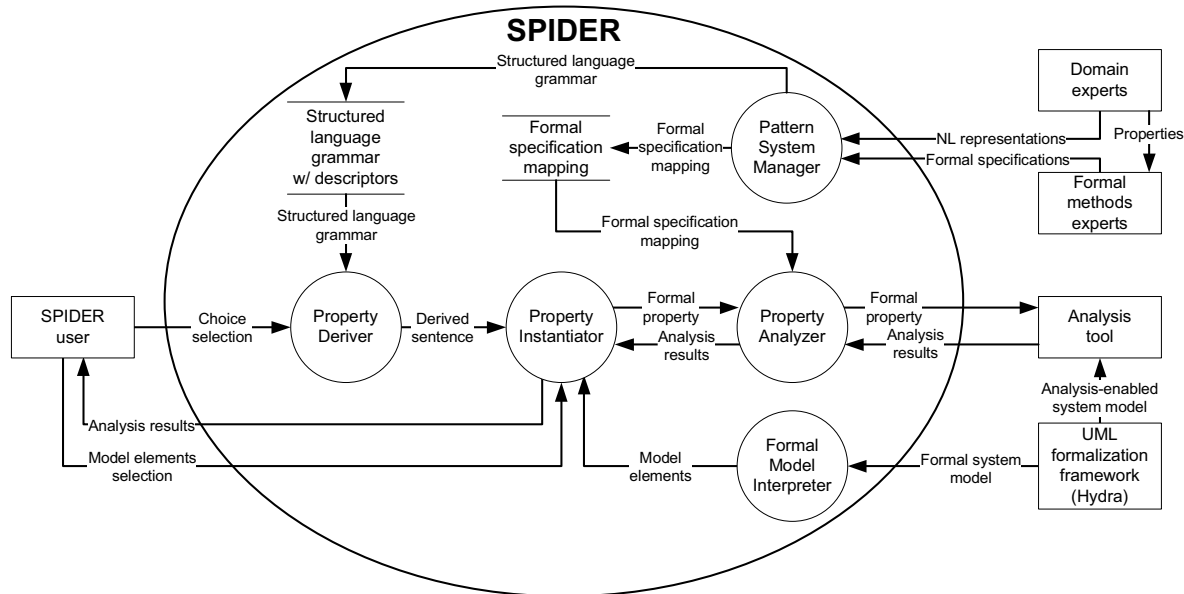 SPIDER
Structured language
grammar
Structured
language
grammar
w/ descriptors
Formal
specification
mapping
Formal
specification
mapping
Pattern
System
Manager
Domain
experts
NL representations
Properties
Formal specifications
Formal
methods
experts
Structured language
grammar
Formal specification
mapping
SPIDER
user
Choice
selection
Property
Deriver
Derived
sentence
Property
Instantiator
Formal
property
Analysis
results
Property
Analyzer
Formal
property
Analysis
results
Analysis
tool
Analysis results
Model elements
selection
Model
elements
Formal
Model
Interpreter
Formal system
model
Analysis-enabled
system model
UML
formalization
framework
(Hydra)